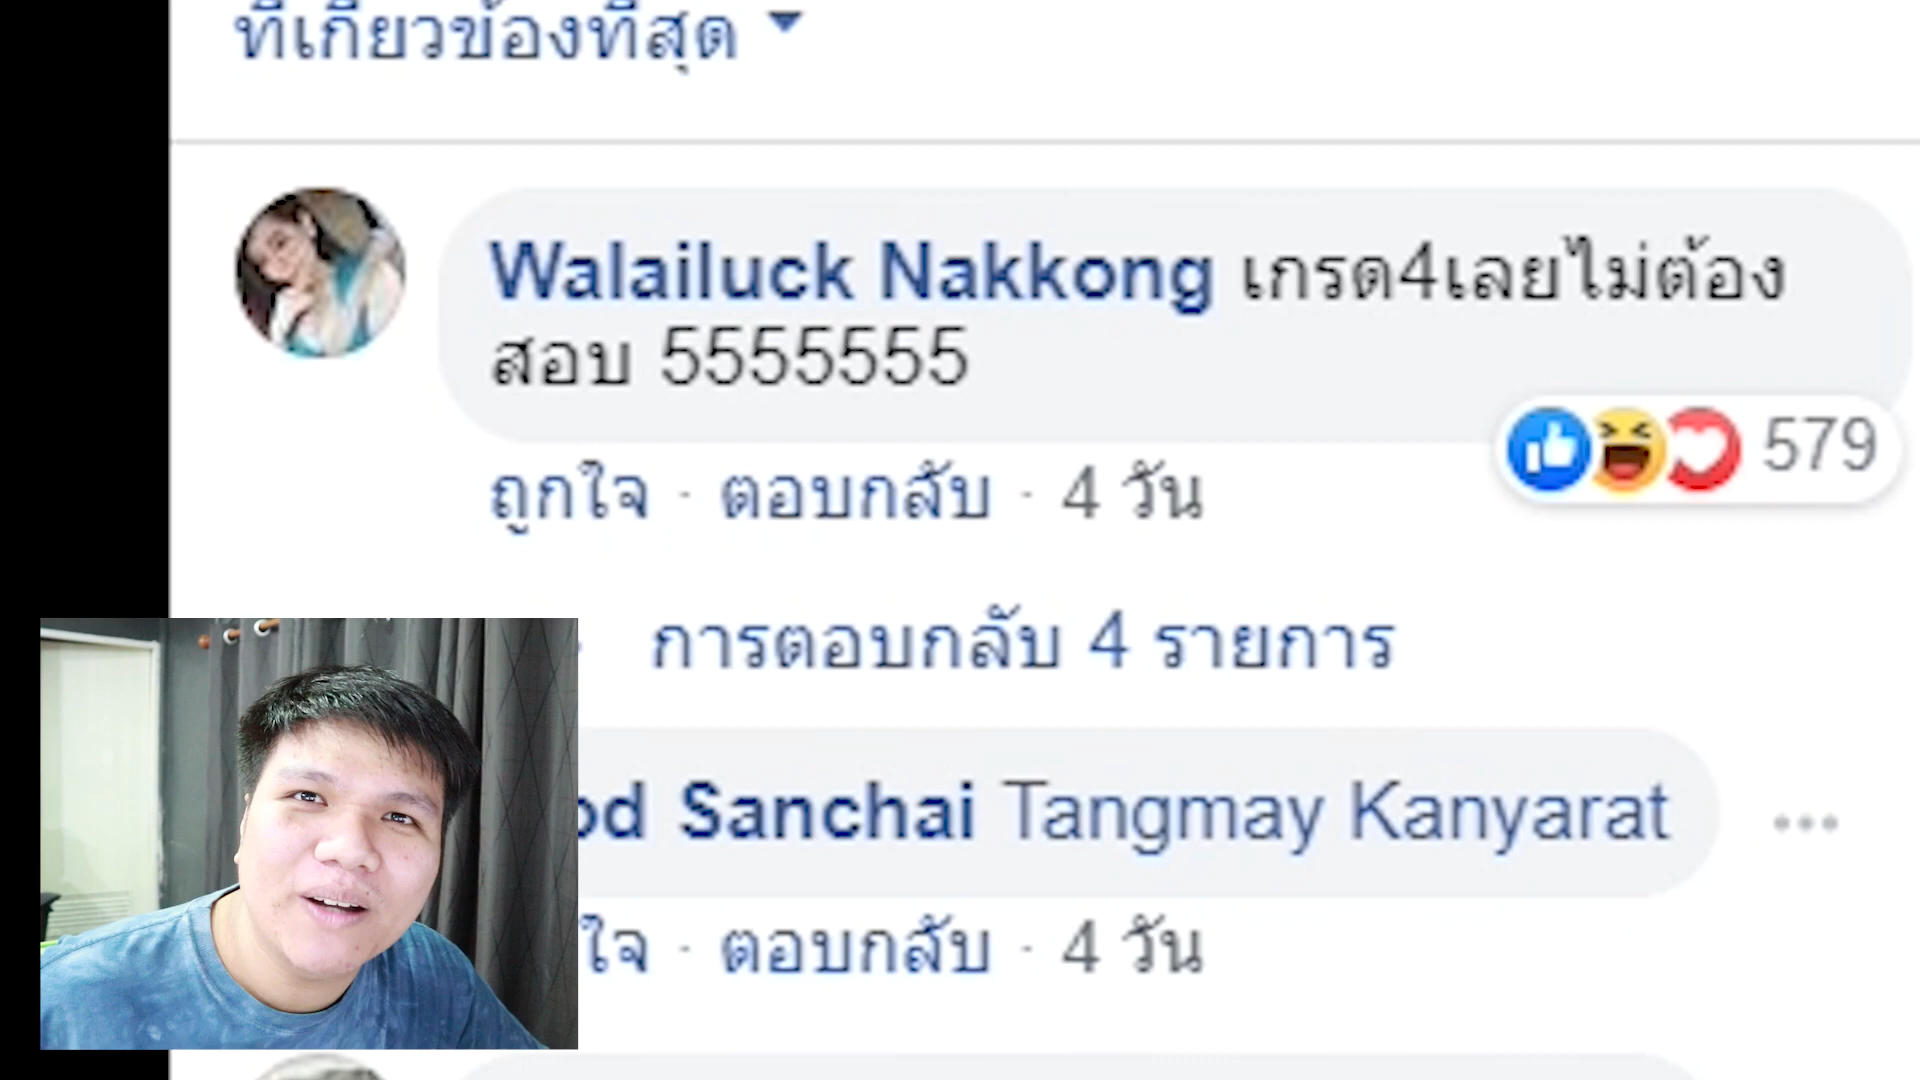 ที่เกี่ยวข้องที่สุด
Walailuck Nakkong เกรด4เลยไม่ต้อง
สอบ 5555555
579
ถูกใจ · ตอบกลับ · 4 วัน
การตอบกลับ 4 รายการ
Sanchai Tangmay Kanyarat
ตอบกลับ · 4 วัน